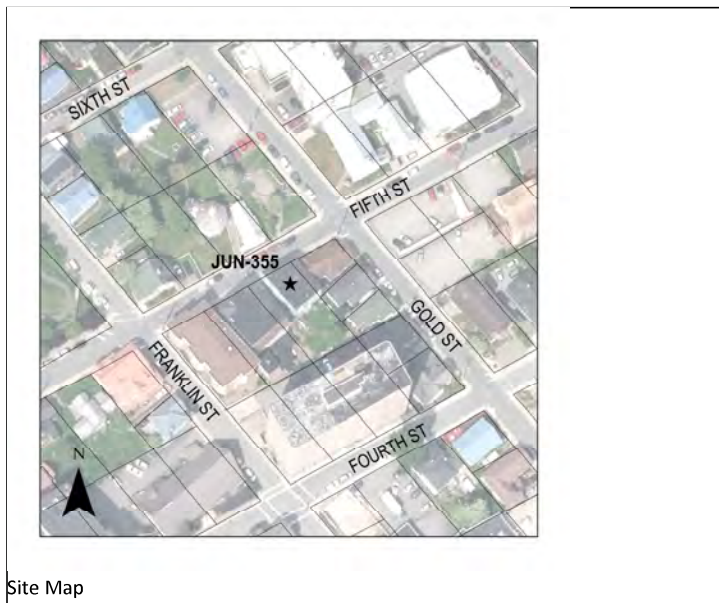 SIXTH ST
FIFTH ST
JUN-355
GOLD ST
FRANKLIN ST
FOURTH ST
N
Site Map